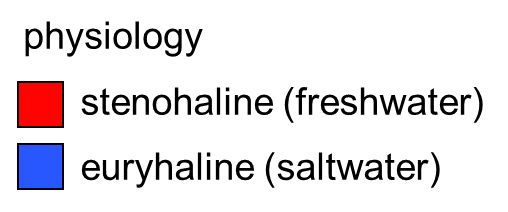 physiology
stenohaline (freshwater)
euryhaline (saltwater)